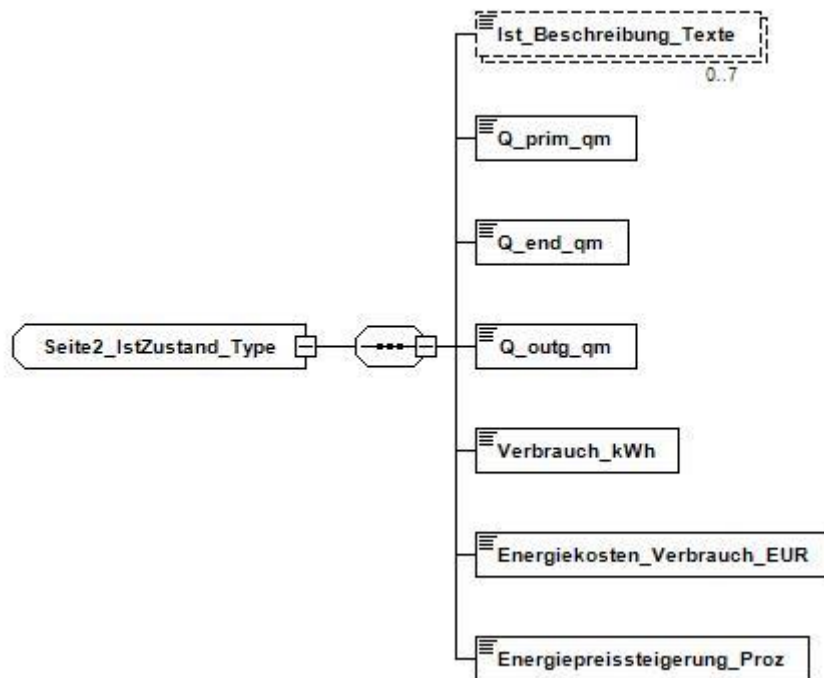 Ist_Beschreibung_Texte
0..7
Q_prim_qm
Q_end_qm
Seite2_IstZustand_Type
Q_outg_qm
Verbrauch_kWh
Energiekosten_Verbrauch_EUR
Energiepreissteigerung_Proz